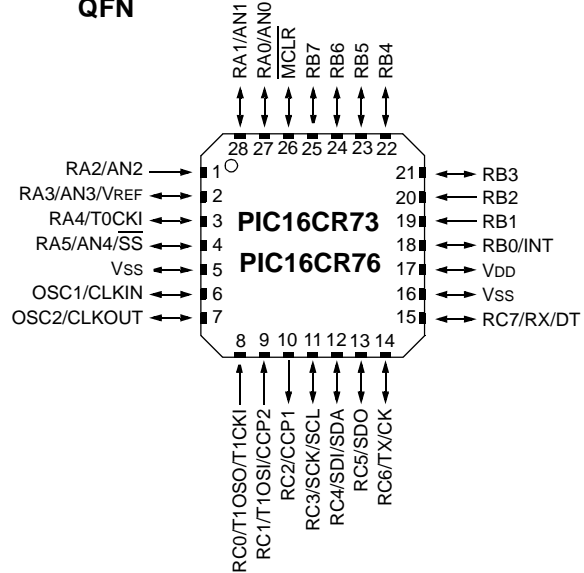 QFN
RA1/AN1
RA0/AN0
MCLR
RB7
RB6
RB5
RB4
28 27 26 25 24 23 22
RA2/AN2 1
RA3/AN3/VREF 2
RA4/T0CKI 3
RA5/AN4/SS 4
VSS 5
OSC1/CLKIN 6
OSC2/CLKOUT 7
PIC16CR73
PIC16CR76
21 RB3
20 RB2
19 RB1
18 RB0/INT
17 VDD
16 VSS
15 RC7/RX/DT
8 9 10 11 12 13 14
RC0/T1OSO/T1CKI
RC1/T1OSI/CCP2
RC2/CCP1
RC3/SCK/SCL
RC4/SDI/SDA
RC5/SDO
RC6/TX/CK